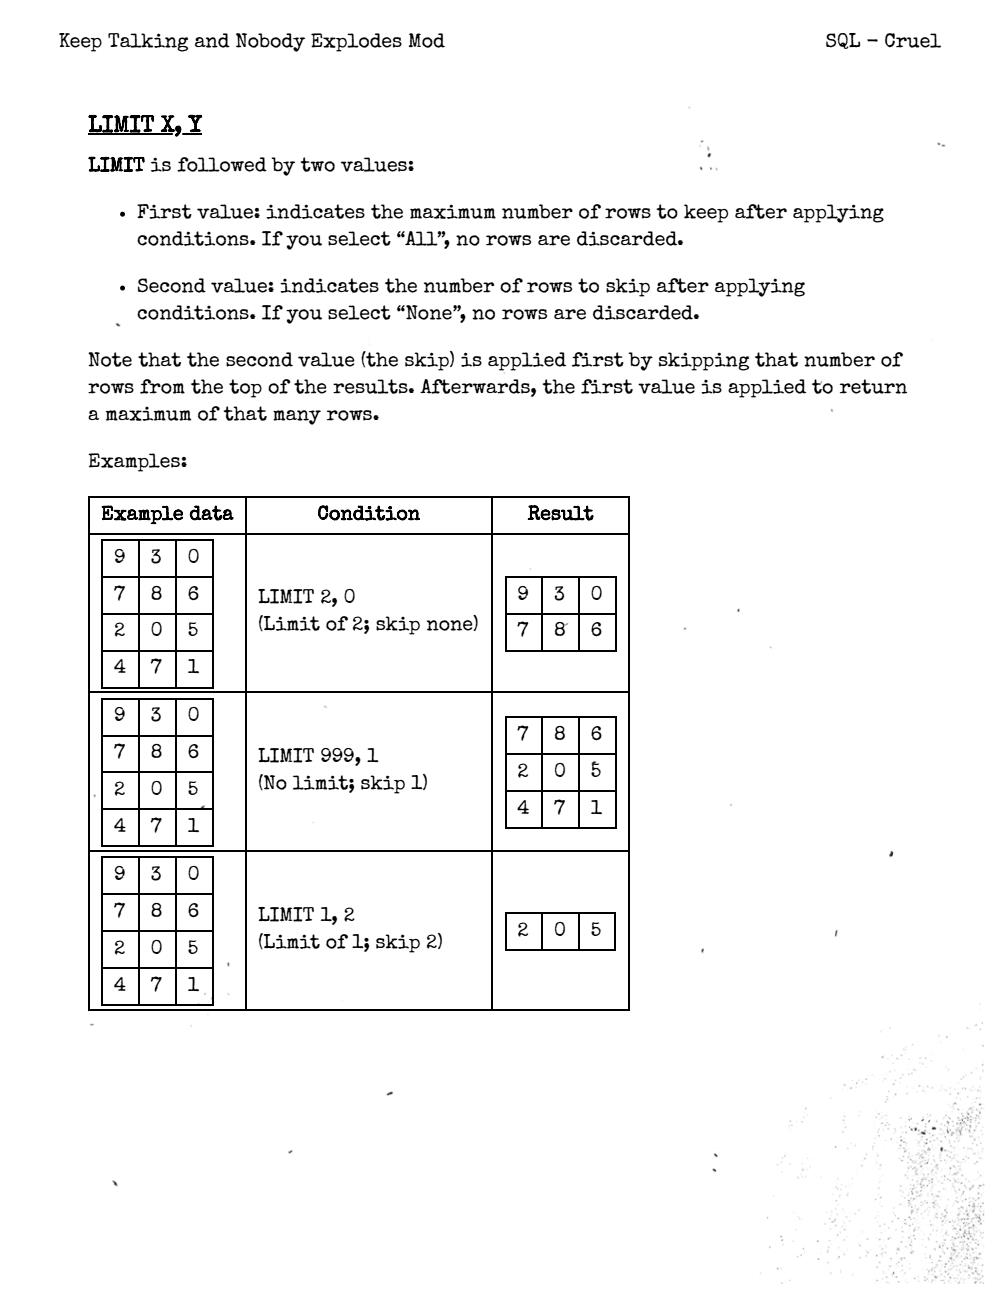 Keep Talking and Nobody Explodes Mod SQL - Cruel
LIMIT X, Y
LIMIT is followed by two values:
• First value: indicates the maximum number of rows to keep after applying
conditions. If you select “All”, no rows are discarded.
• Second value: indicates the number of rows to skip after applying
conditions. If you select “None”, no rows are discarded.
Note that the second value (the skip) is applied first by skipping that number of
rows from the top of the results. Afterwards, the first value is applied to return
a maximum of that many rows.
Examples:
Example data Condition Result
9 3 0
7 8 6
2 0 5
4 7 1
LIMIT 2, 0
(Limit of 2; skip none)
9 3 0
7 8 6
9 3 0
7 8 6
2 0 5
4 7 1
LIMIT 999, 1
(No limit; skip 1)
7 8 6
2 0 5
4 7 1
9 3 0
7 8 6
2 0 5
4 7 1
LIMIT 1, 2
(Limit of 1; skip 2)
2 0 5